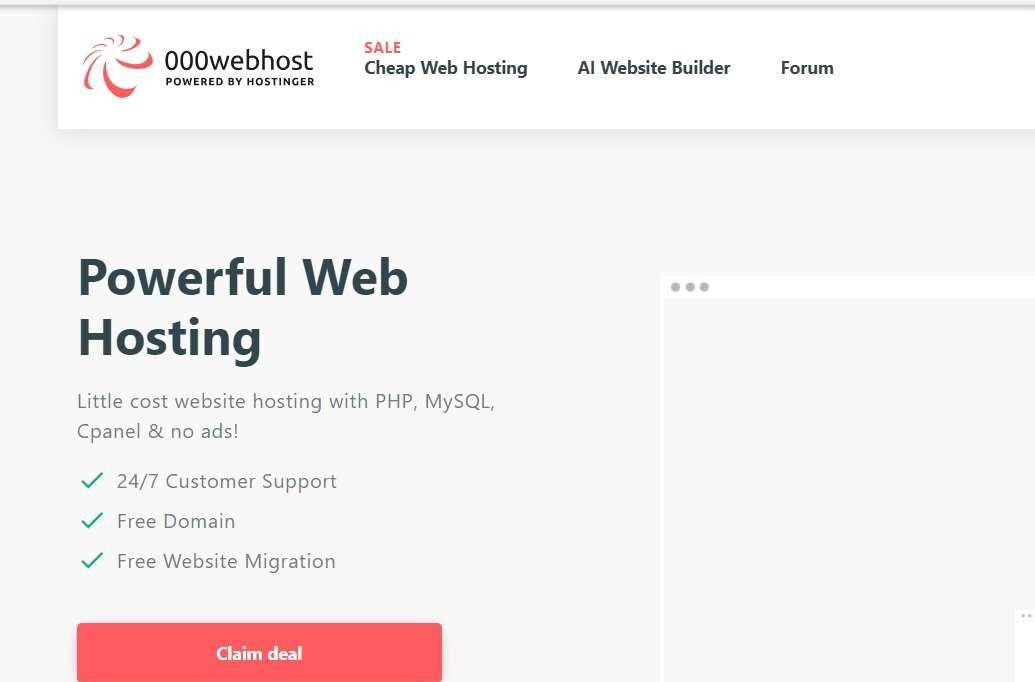 000webhost
POWERED BY HOSTINGER
SALE
Cheap Web Hosting
AI Website Builder
Forum
Powerful Web
Hosting
Little cost website hosting with PHP, MySQL,
Cpanel & no ads!
24/7 Customer Support
Free Domain
Free Website Migration
Claim deal